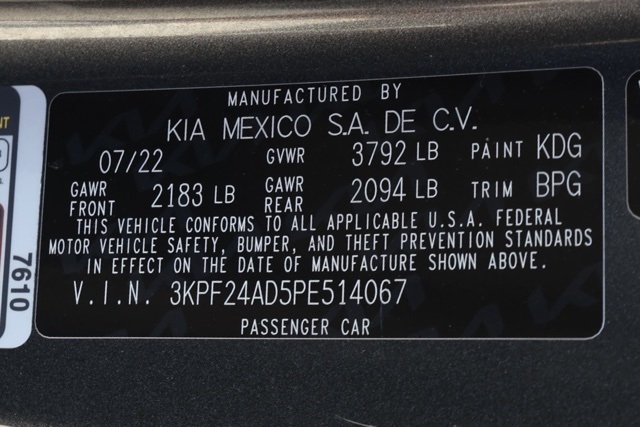 MANUFACTURED BY
KIA MEXICO S.A. DE C.V.
07/22 GVWR 3792 LB PAINT KDG
GAWR FRONT 2183 LB GAWR REAR 2094 LB TRIM BPG
THIS VEHICLE CONFORMS TO ALL APPLICABLE U.S.A. FEDERAL
MOTOR VEHICLE SAFETY, BUMPER, AND THEFT PREVENTION STANDARDS
IN EFFECT ON THE DATE OF MANUFACTURE SHOWN ABOVE.
V.I.N. 3KPF24AD5PE514067
PASSENGER CAR
7610